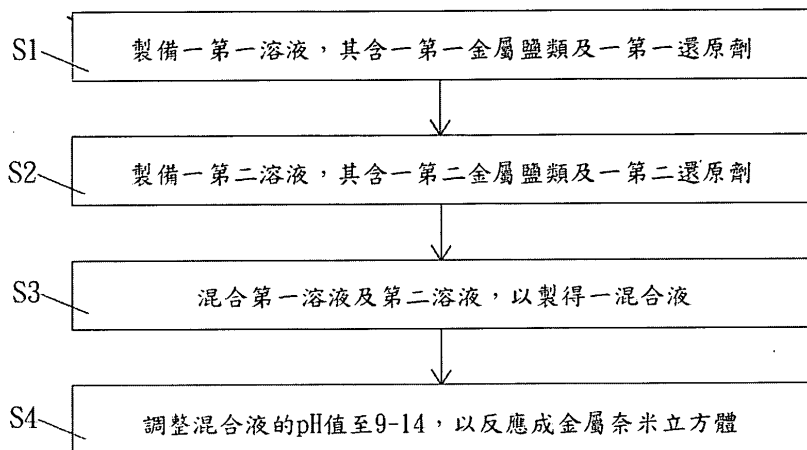 S1 製備一第一溶液，其含一第一金屬鹽類及一第一還原劑
S2 製備一第二溶液，其含一第二金屬鹽類及一第二還原劑
S3 混合第一溶液及第二溶液，以製得一混合液
S4 調整混合液的pH值至9-14，以反應成金屬奈米立方體